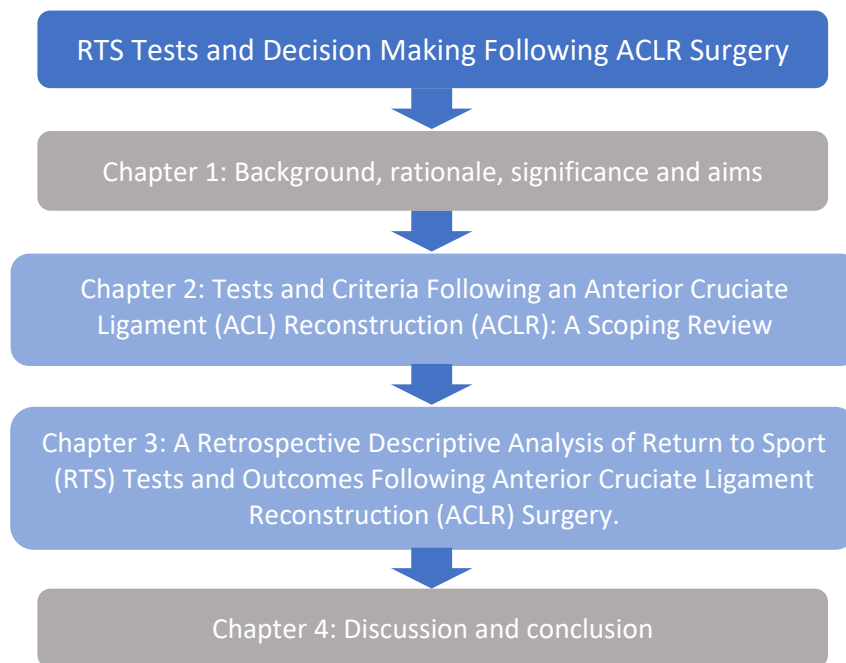 RTS Tests and Decision Making Following ACLR Surgery
Chapter 1: Background, rationale, significance and aims
Chapter 2: Tests and Criteria Following an Anterior Cruciate
Ligament (ACL) Reconstruction (ACLR): A Scoping Review
Chapter 3: A Retrospective Descriptive Analysis of Return to Sport
(RTS) Tests and Outcomes Following Anterior Cruciate Ligament
Reconstruction (ACLR) Surgery.
Chapter 4: Discussion and conclusion